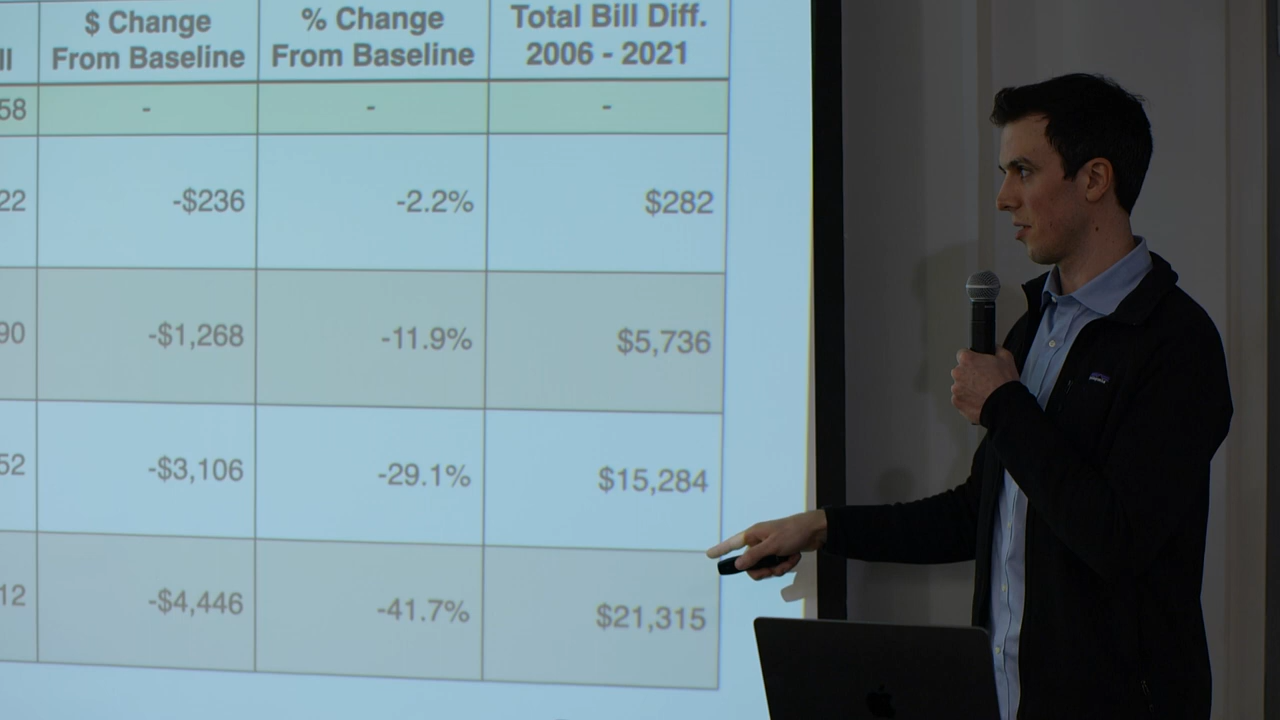 $ Change % Change Total Bill Diff.
ll From Baseline From Baseline 2006 - 2021
58 - - -
22 -$236 -2.2% $282
90 -$1,268 -11.9% $5,736
52 -$3,106 -29.1% $15,284
12 -$4,446 -41.7% $21,315
patagonia